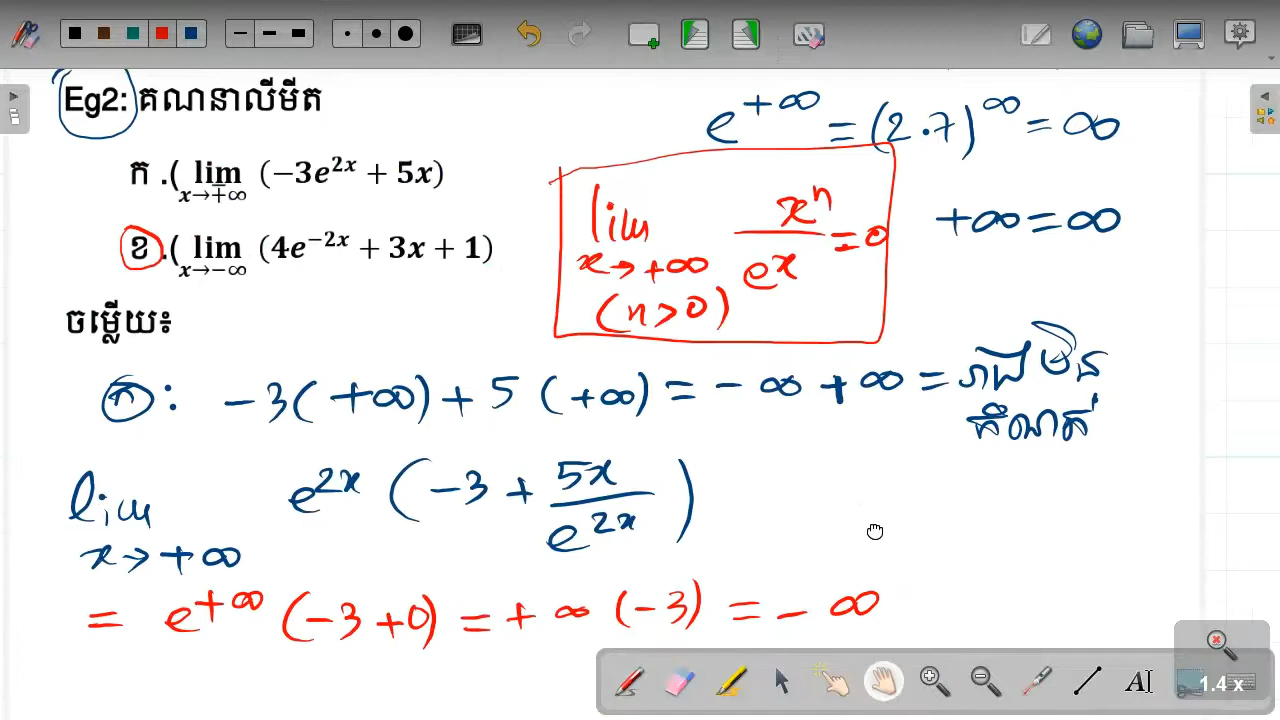 Eg2: គណនាលីមីត
e^{+∞} = (2.7)^∞ = ∞
ក .( lim_{x→+∞} (−3e^{2x} + 5x)
lim_{x→+∞} x^n / e^x = 0
(n>0)
+∞ = ∞
ខ .( lim_{x→−∞} (4e^{−2x} + 3x + 1)
ចម្លើយ៖
ក : −3(+∞) + 5(+∞) = −∞ + ∞ = រាងមិន
កំណត់
lim_{x→+∞} e^{2x} (−3 + 5x / e^{2x})
= e^{+∞} (−3 + 0) = +∞ (−3) = −∞
1.4 x